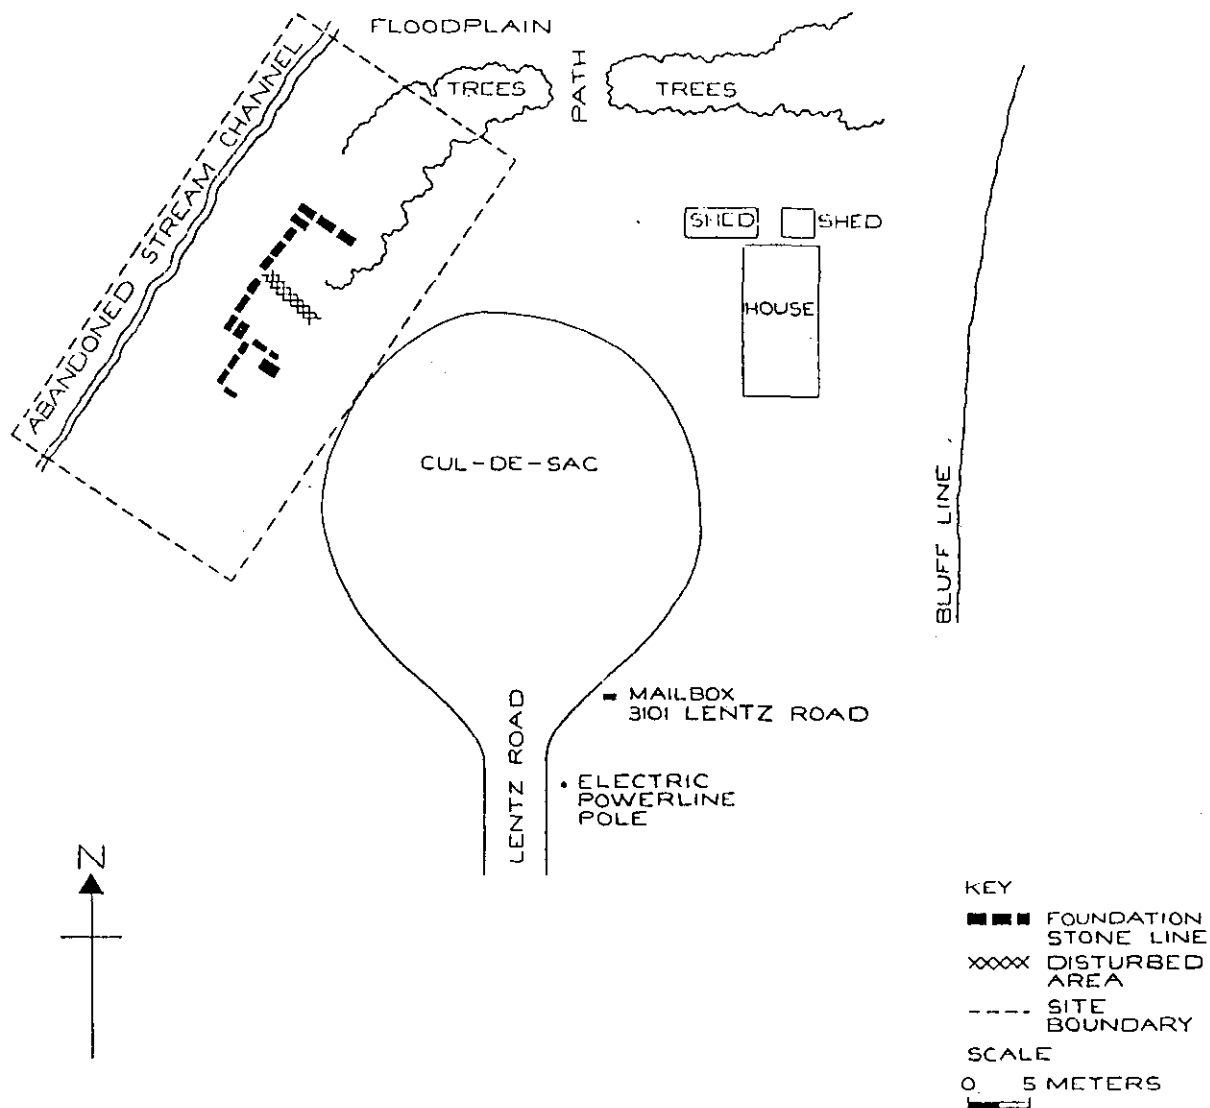 FLOODPLAIN
TREES
PATH
TREES
ABANDONED STREAM CHANNEL
SHED
SHED
HOUSE
CUL-DE-SAC
BLUFF LINE
MAILBOX
3101 LENTZ ROAD
LENTZ ROAD
ELECTRIC
POWERLINE
POLE
N
KEY
FOUNDATION
STONE LINE
DISTURBED
AREA
SITE
BOUNDARY
SCALE
0 5 METERS